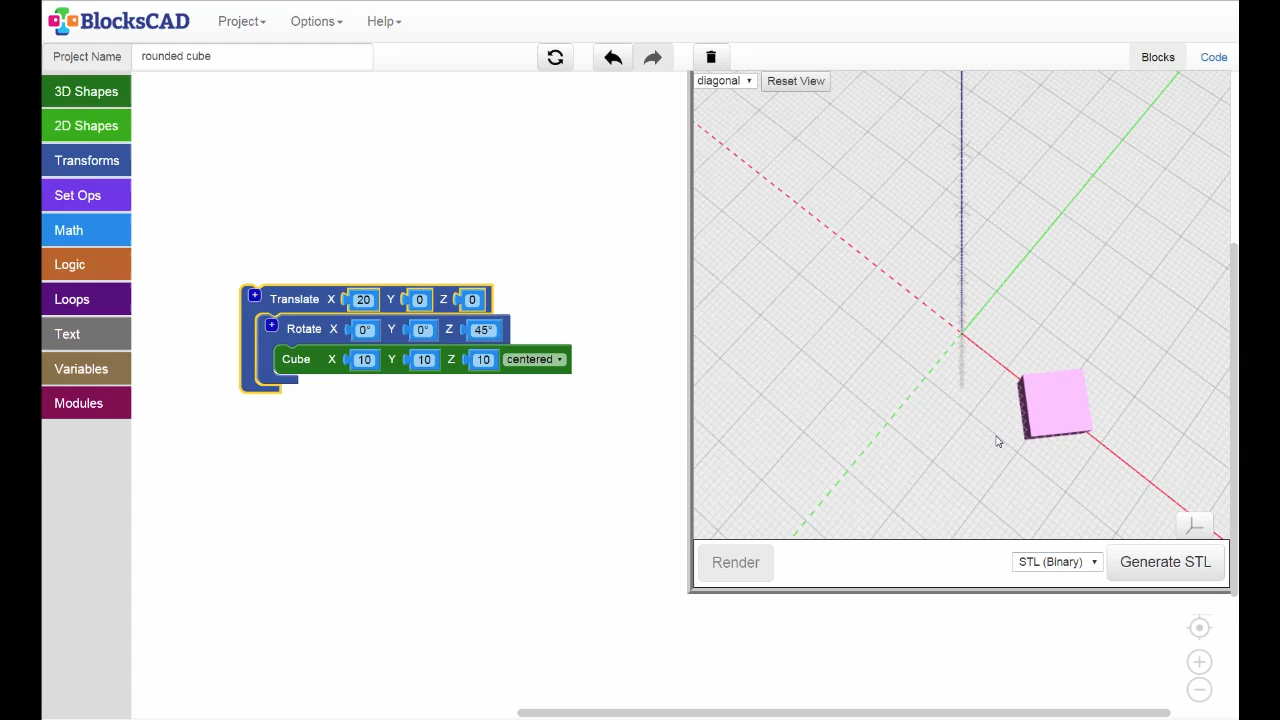 BlocksCAD Project Options Help
Project Name rounded cube Blocks Code
diagonal Reset View
3D Shapes
2D Shapes
Transforms
Set Ops
Math
Logic
Loops
Text
Variables
Modules
+ Translate X 20 Y 0 Z 0
+ Rotate X 0° Y 0° Z 45°
Cube X 10 Y 10 Z 10 centered
Render STL (Binary) Generate STL